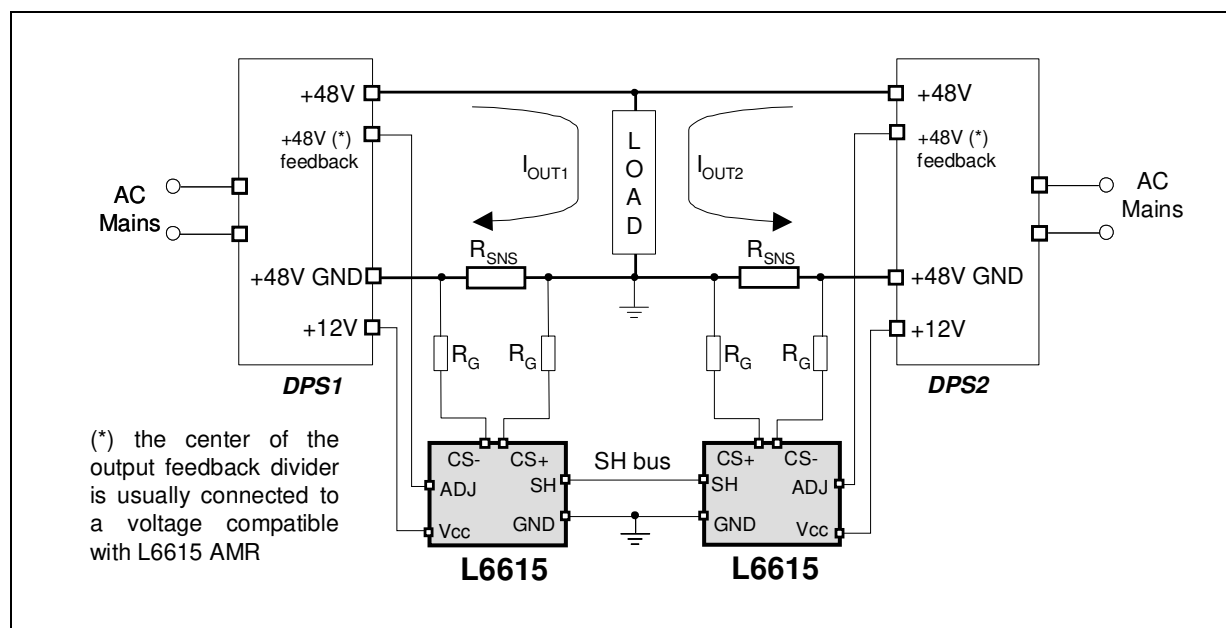 +48V
+48V (*)
feedback
AC
Mains
+48V GND
+12V
DPS1
I_OUT1
L
O
A
D
I_OUT2
R_SNS
R_SNS
R_G
R_G
R_G
R_G
+48V
+48V (*)
feedback
AC
Mains
+48V GND
+12V
DPS2
(*) the center of the
output feedback divider
is usually connected to
a voltage compatible
with L6615 AMR
CS-
CS+
ADJ
SH
GND
Vcc
L6615
SH bus
CS+
CS-
SH
ADJ
GND
Vcc
L6615